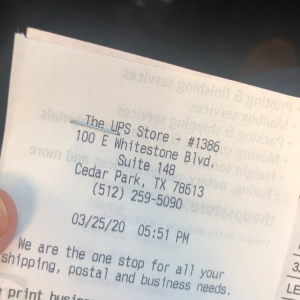 The UPS Store - #1386
100 E Whitestone Blvd.
Suite 148
Cedar Park, TX 78613
(512) 259-5090
03/25/20 05:51 PM
We are the one stop for all your
shipping, postal and business needs.
print